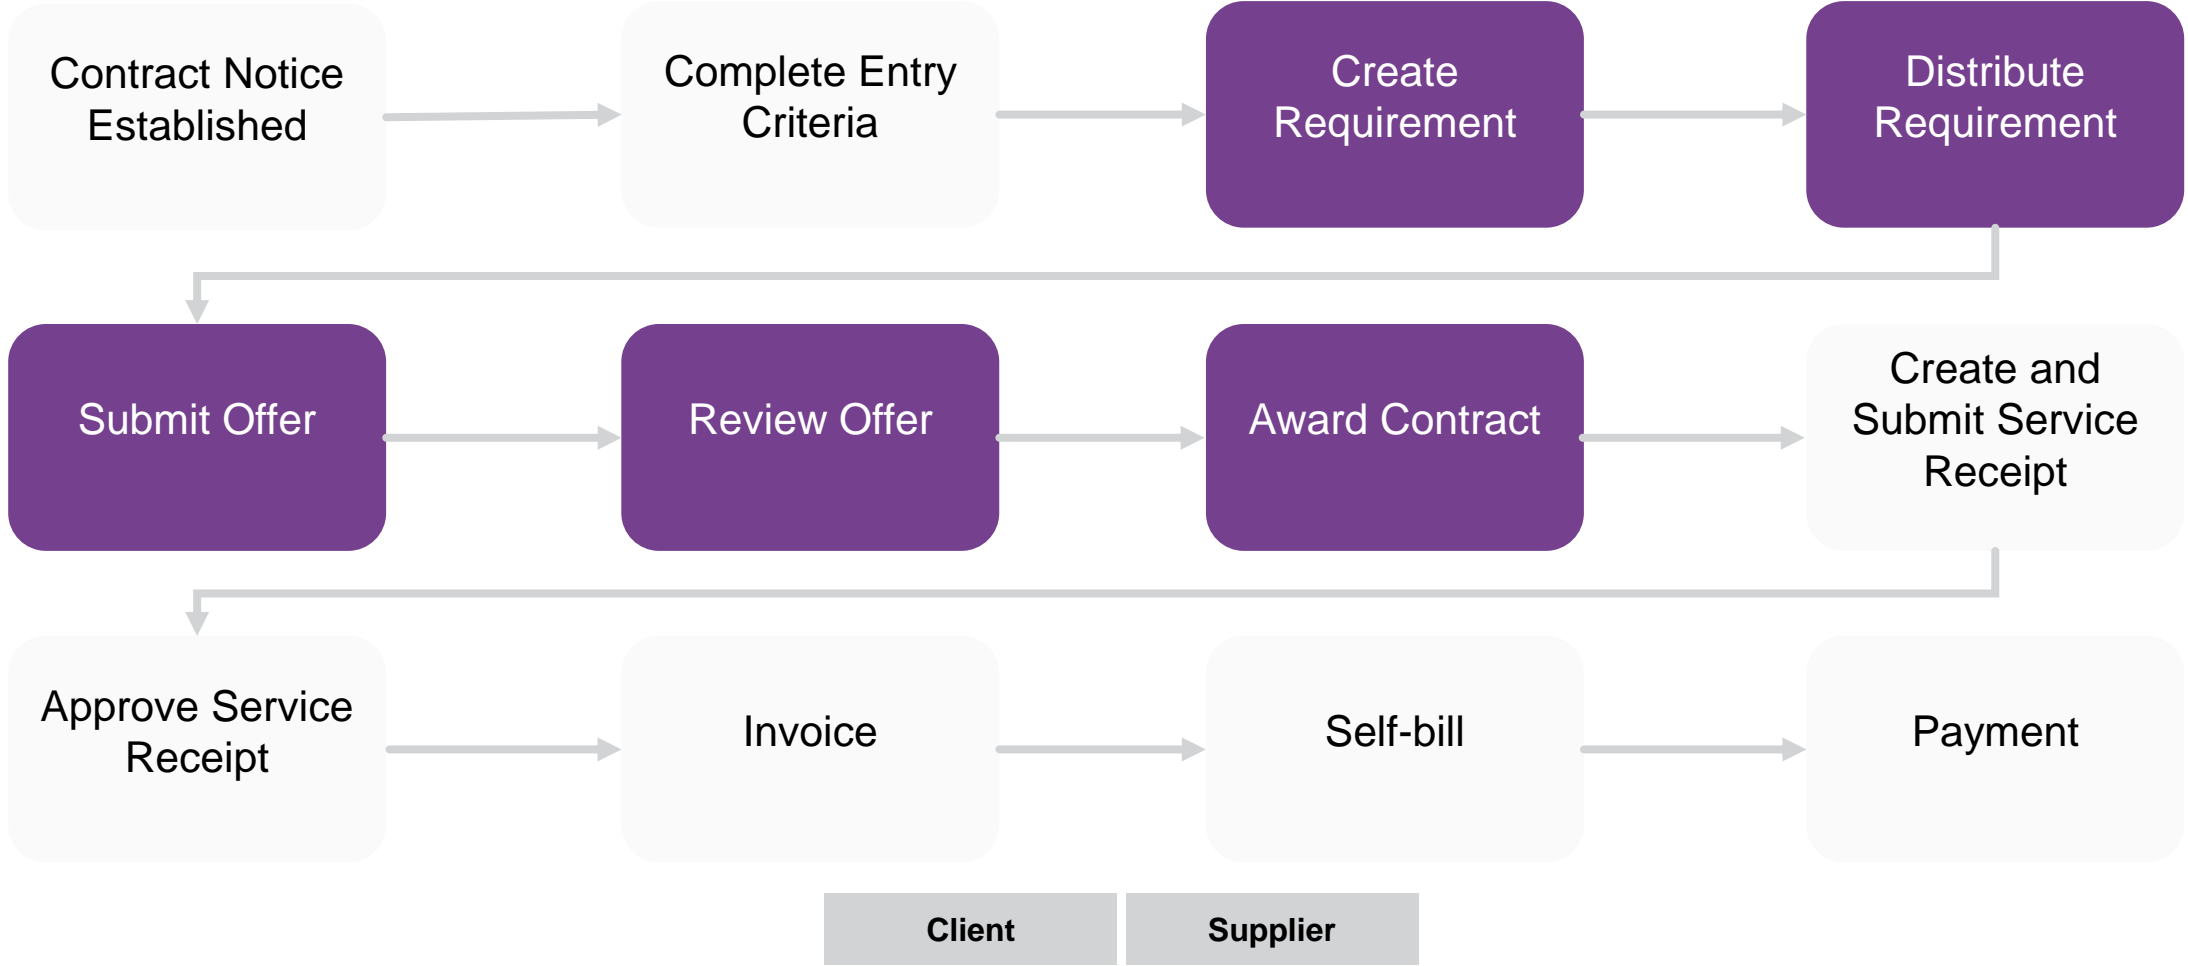 Contract Notice
Established
Complete Entry
Criteria
Create
Requirement
Distribute
Requirement
Submit Offer
Review Offer
Award Contract
Create and
Submit Service
Receipt
Approve Service
Receipt
Invoice
Self-bill
Payment
Client
Supplier